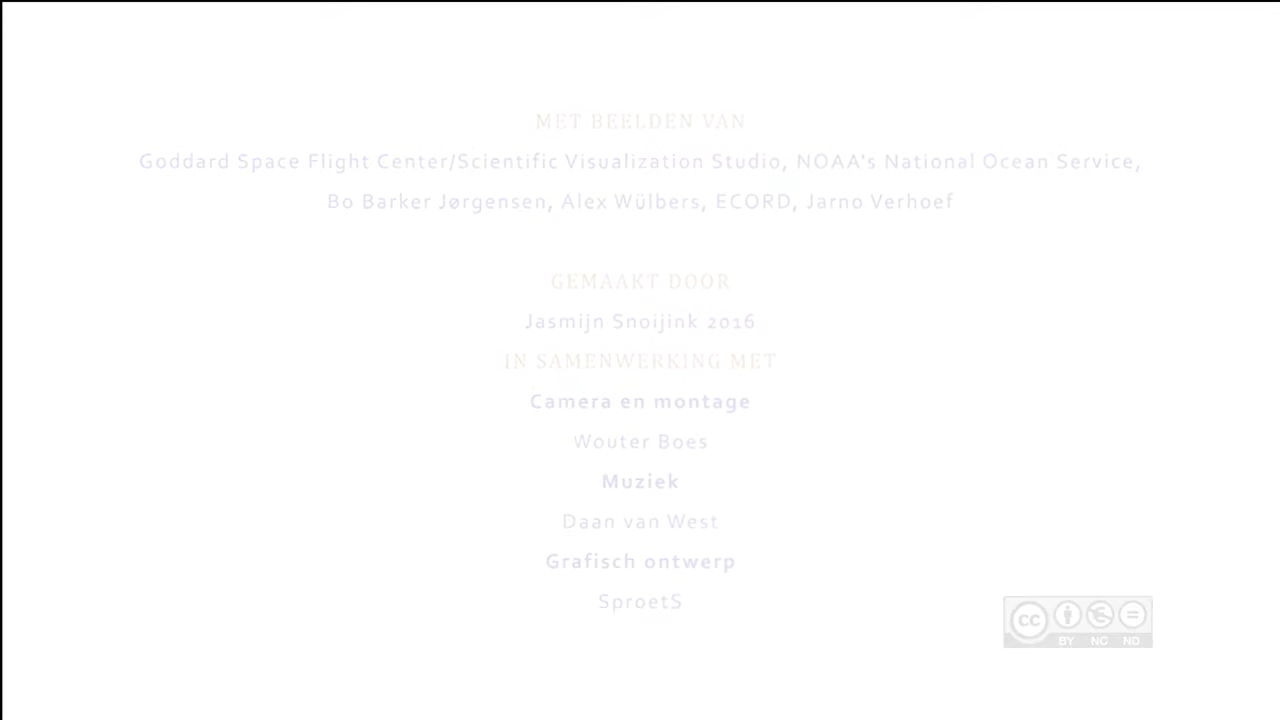 MET BEELDEN VAN
Goddard Space Flight Center/Scientific Visualization Studio, NOAA's National Ocean Service,
Bo Barker Jørgensen, Alex Wülbers, ECORD, Jarno Verhoef
GEMAAKT DOOR
Jasmijn Snoijink 2016
IN SAMENWERKING MET
Camera en montage
Wouter Boes
Muziek
Daan van West
Grafisch ontwerp
SproetS
cc
BY NC ND